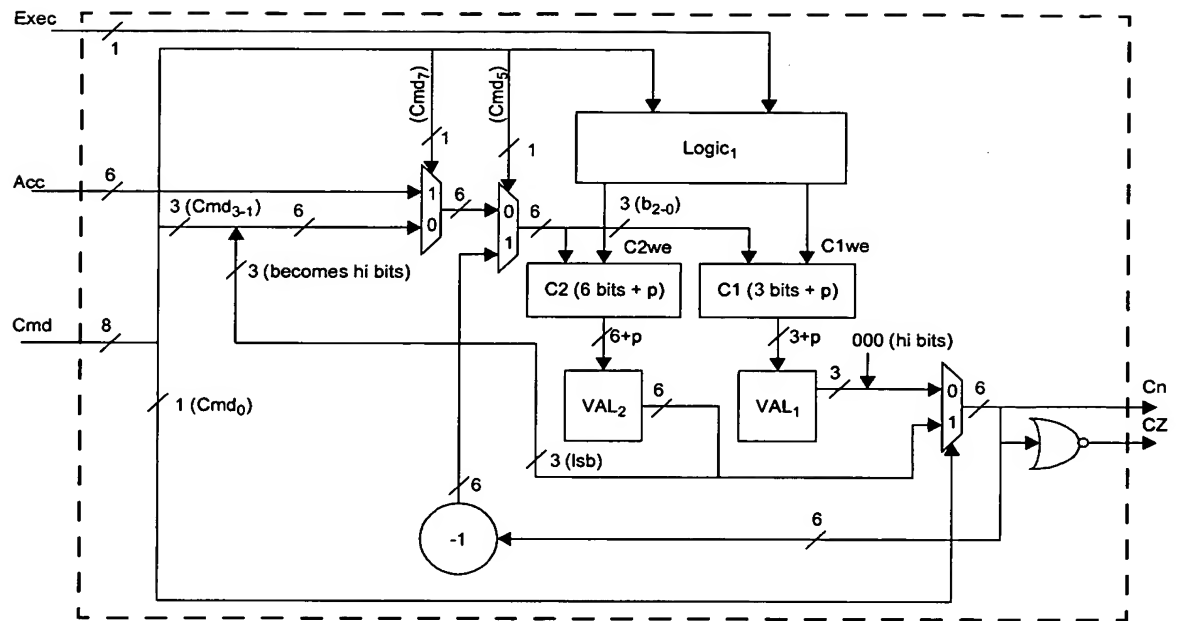 Exec
1
(Cmd7)
(Cmd5)
1
1
Logic1
Acc
6
1
0
6
0
1
6
3 (Cmd3-1)
6
3 (b2-0)
C2we
C1we
3 (becomes hi bits)
C2 (6 bits + p)
C1 (3 bits + p)
Cmd
8
6+p
3+p
000 (hi bits)
VAL2
6
VAL1
3
0
1
6
Cn
CZ
1 (Cmd0)
3 (lsb)
6
-1
6